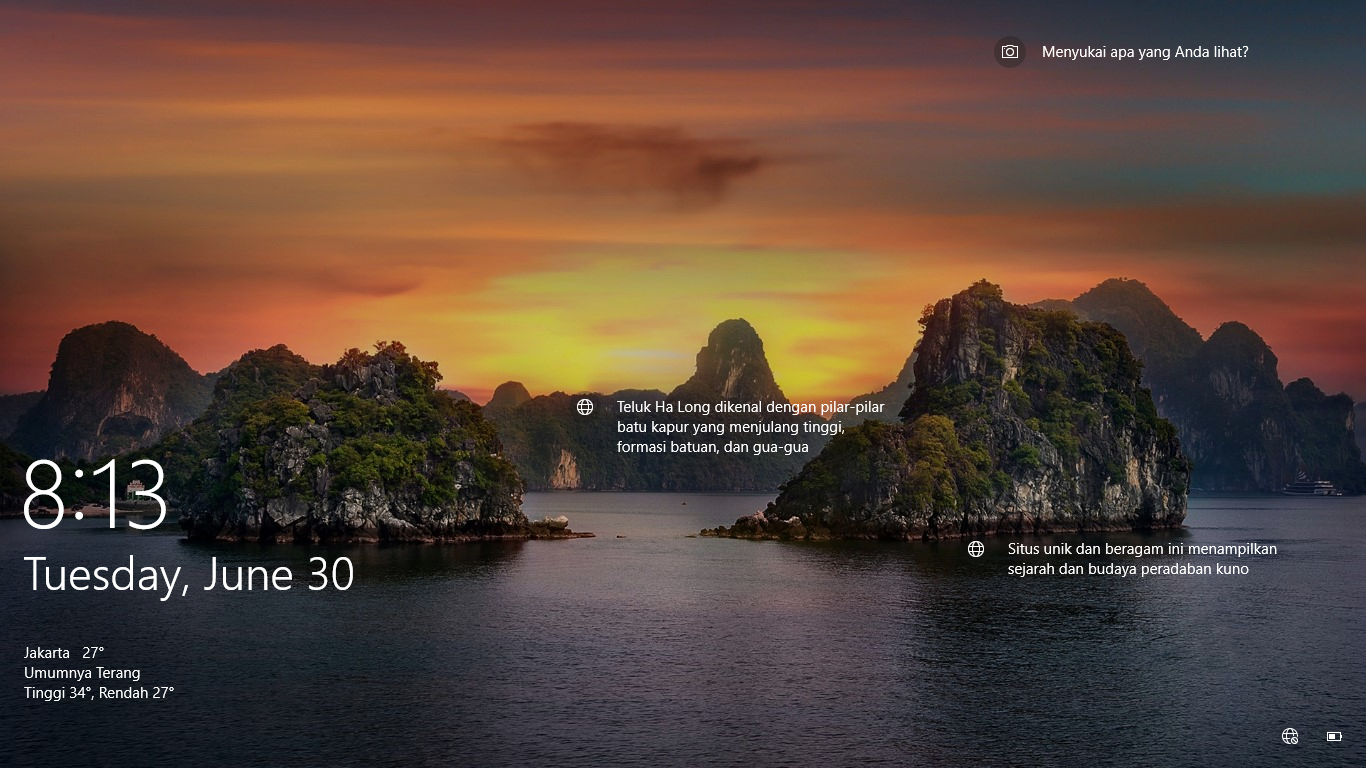 Menyukai apa yang Anda lihat?
Teluk Ha Long dikenal dengan pilar-pilar
batu kapur yang menjulang tinggi,
formasi batuan, dan gua-gua
8:13
Tuesday, June 30
Situs unik dan beragam ini menampilkan
sejarah dan budaya peradaban kuno
Jakarta 27°
Umumnya Terang
Tinggi 34°, Rendah 27°